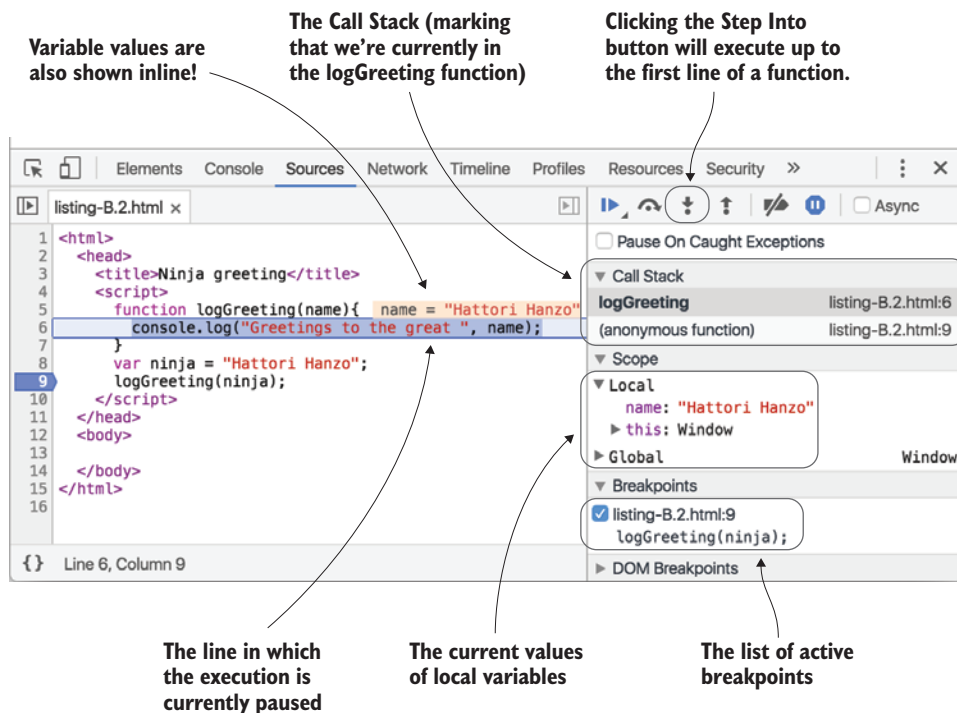 Variable values are
also shown inline!
The Call Stack (marking
that we're currently in
the logGreeting function)
Clicking the Step Into
button will execute up to
the first line of a function.
Elements Console Sources Network Timeline Profiles Resources Security »
listing-B.2.html ×
Async
1 <html>
2 <head>
3 <title>Ninja greeting</title>
4 <script>
5 function logGreeting(name){ name = "Hattori Hanzo"
6 console.log("Greetings to the great ", name);
7 }
8 var ninja = "Hattori Hanzo";
9 logGreeting(ninja);
10 </script>
11 </head>
12 <body>
13
14 </body>
15 </html>
16
{} Line 6, Column 9
Pause On Caught Exceptions
Call Stack
logGreeting listing-B.2.html:6
(anonymous function) listing-B.2.html:9
Scope
Local
name: "Hattori Hanzo"
this: Window
Global Window
Breakpoints
listing-B.2.html:9
logGreeting(ninja);
DOM Breakpoints
The line in which
the execution is
currently paused
The current values
of local variables
The list of active
breakpoints